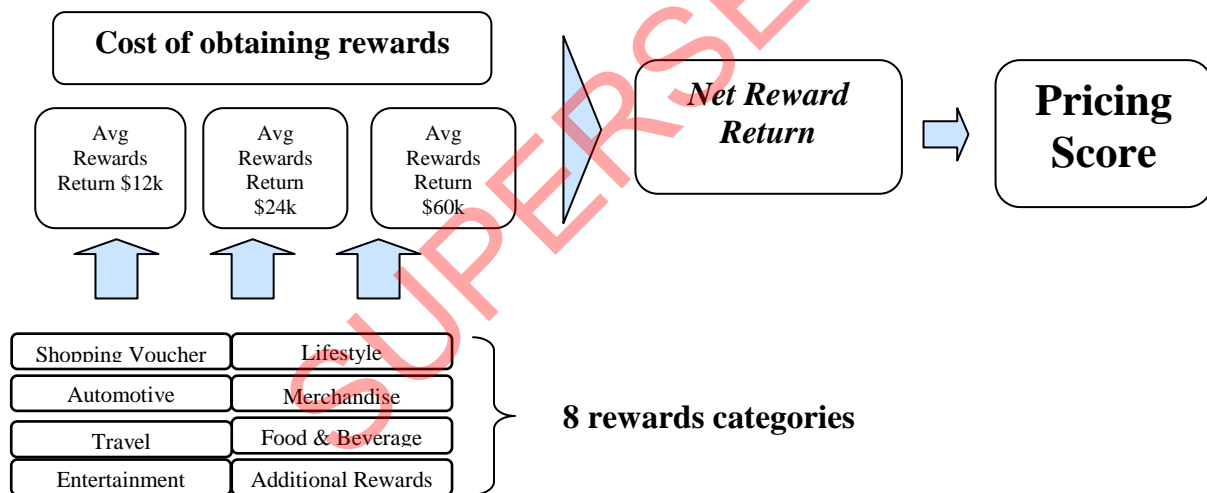 Cost of obtaining rewards
Avg
Rewards
Return $12k
Avg
Rewards
Return
$24k
Avg
Rewards
Return
$60k
Net Reward
Return
Pricing
Score
Shopping Voucher
Lifestyle
Automotive
Merchandise
Travel
Food & Beverage
Entertainment
Additional Rewards
8 rewards categories
SUPERSE